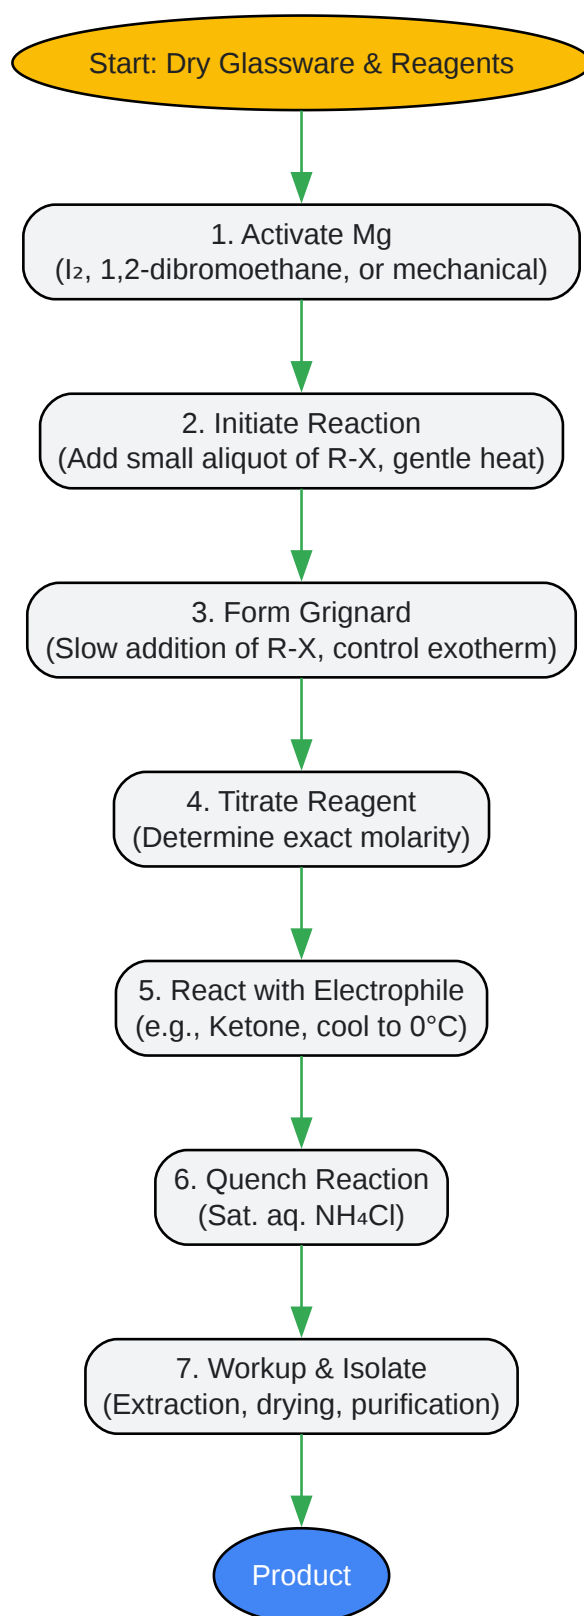 Start: Dry Glassware & Reagents
1. Activate Mg
(I₂, 1,2-dibromoethane, or mechanical)
2. Initiate Reaction
(Add small aliquot of R-X, gentle heat)
3. Form Grignard
(Slow addition of R-X, control exotherm)
4. Titrate Reagent
(Determine exact molarity)
5. React with Electrophile
(e.g., Ketone, cool to 0°C)
6. Quench Reaction
(Sat. aq. NH₄Cl)
7. Workup & Isolate
(Extraction, drying, purification)
Product